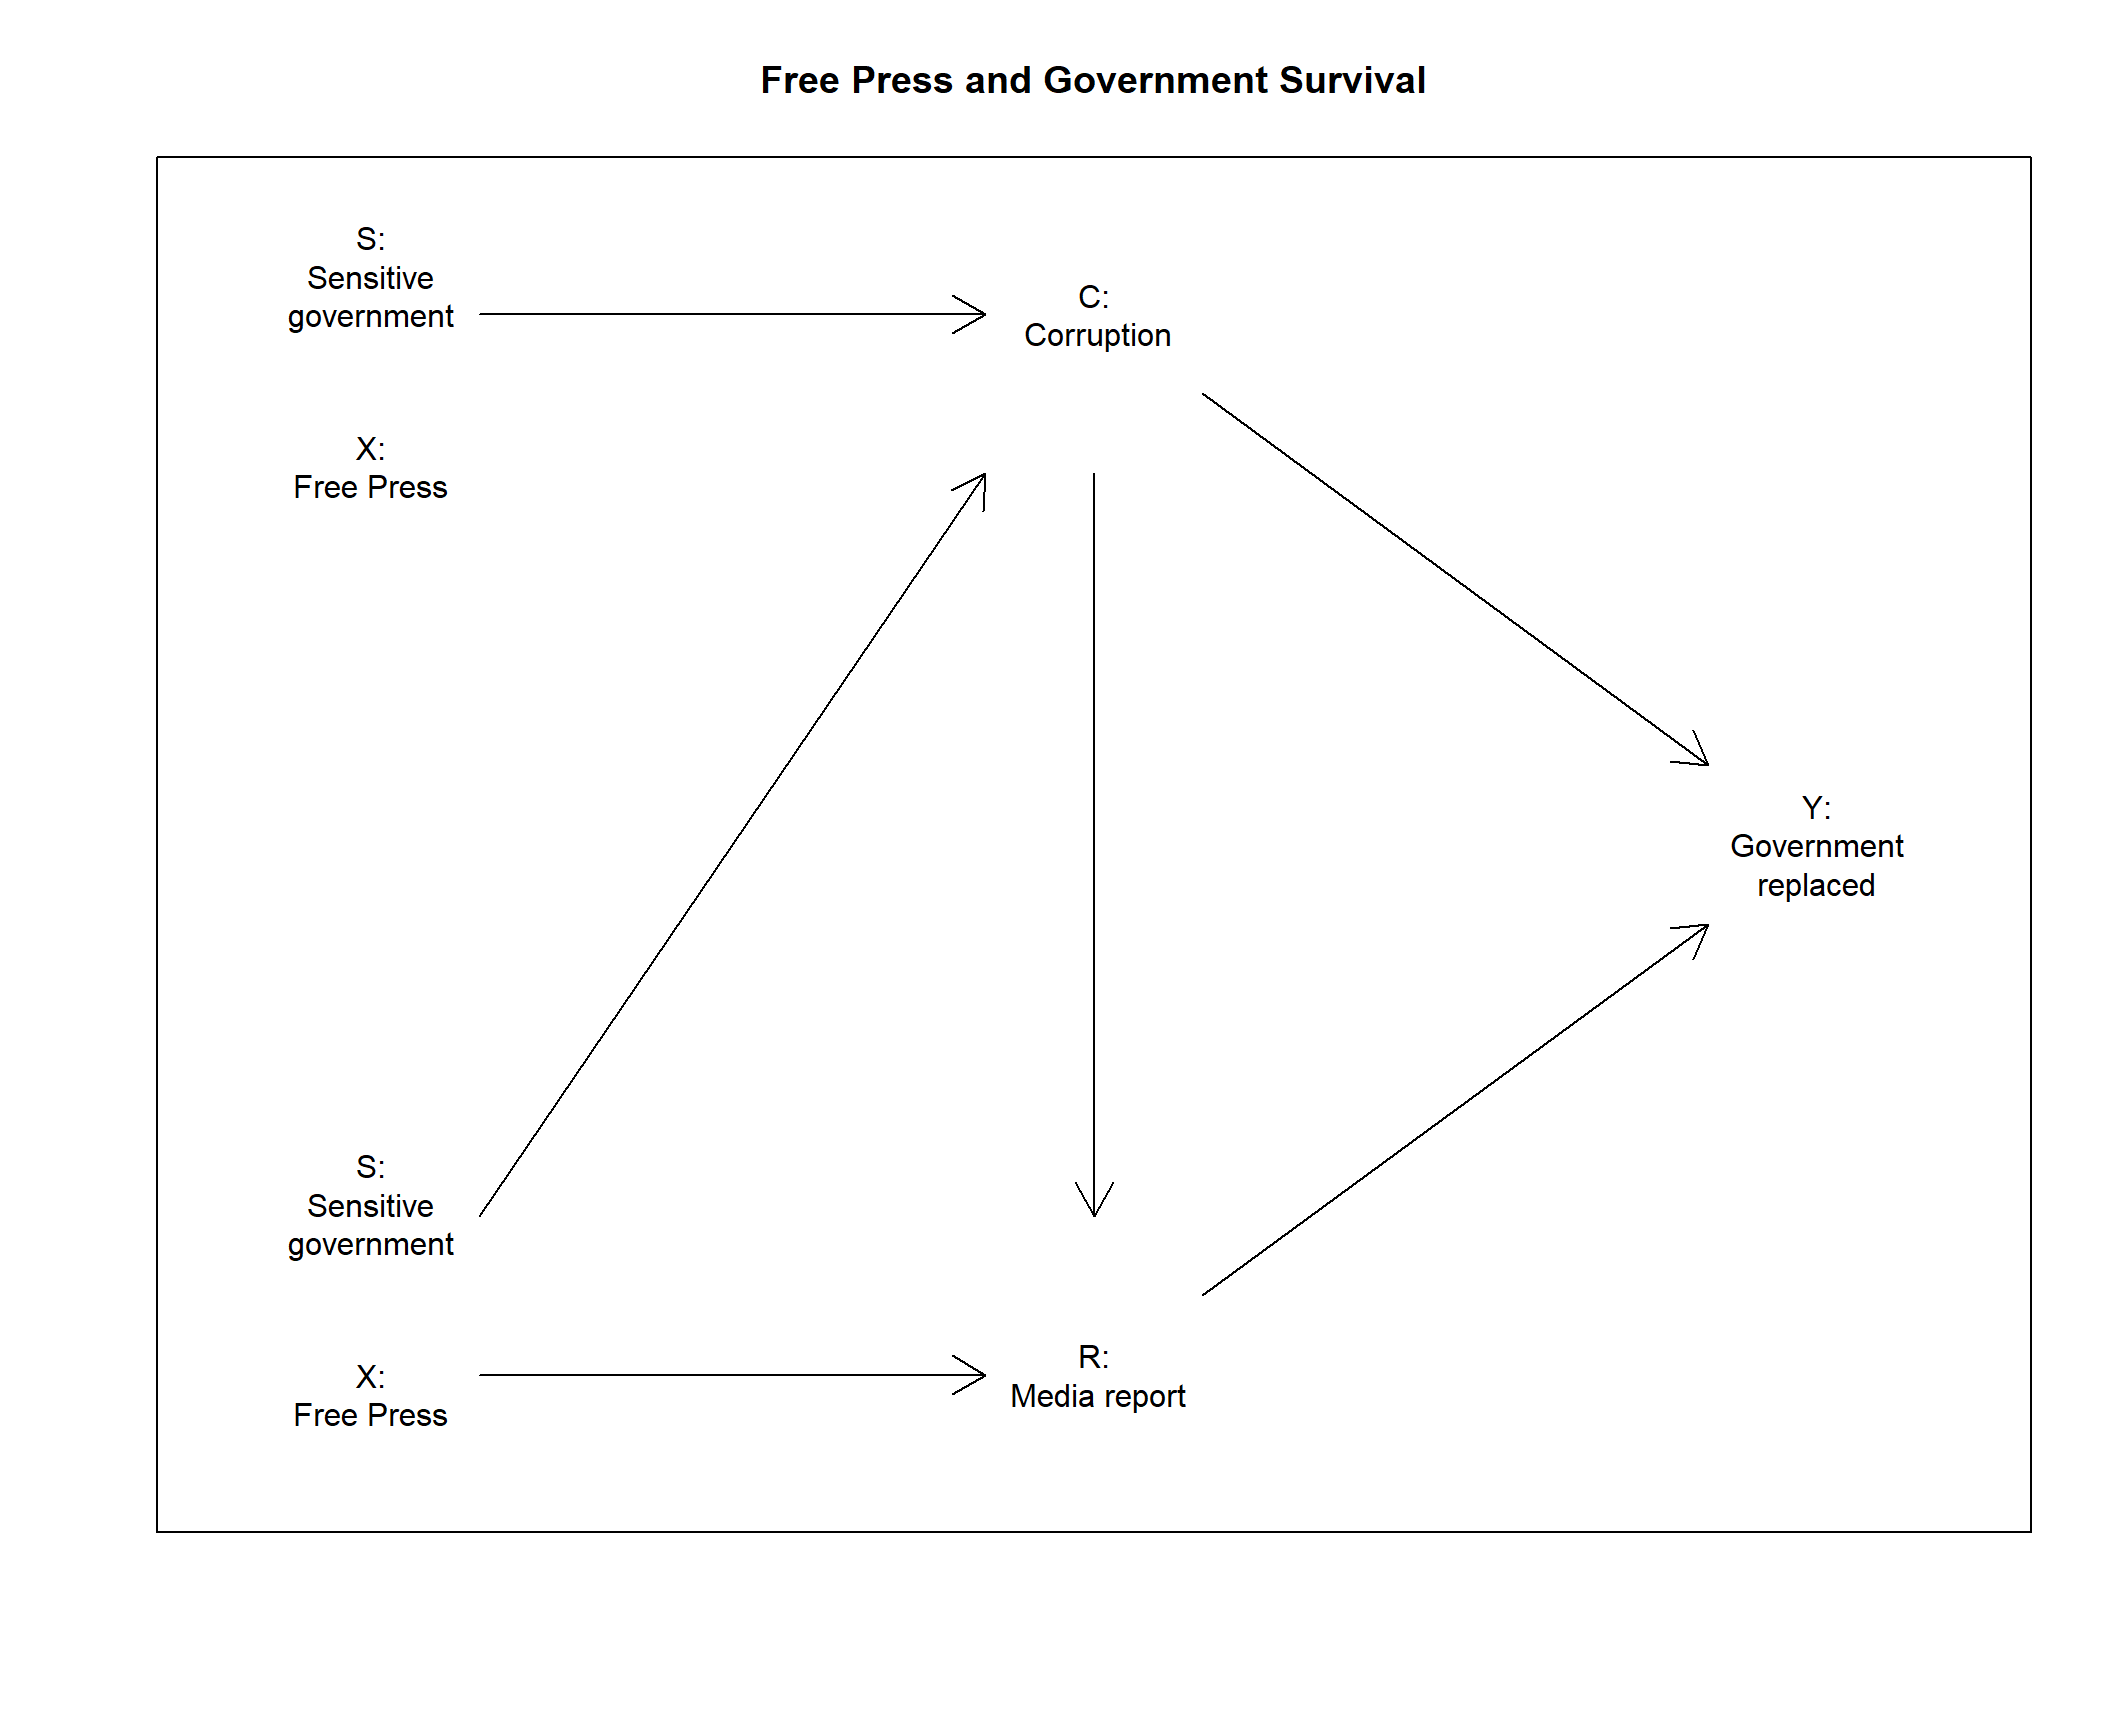 Free Press and Government Survival
S:
Sensitive
government
C:
Corruption
X:
Free Press
Y:
Government
replaced
S:
Sensitive
government
X:
Free Press
R:
Media report